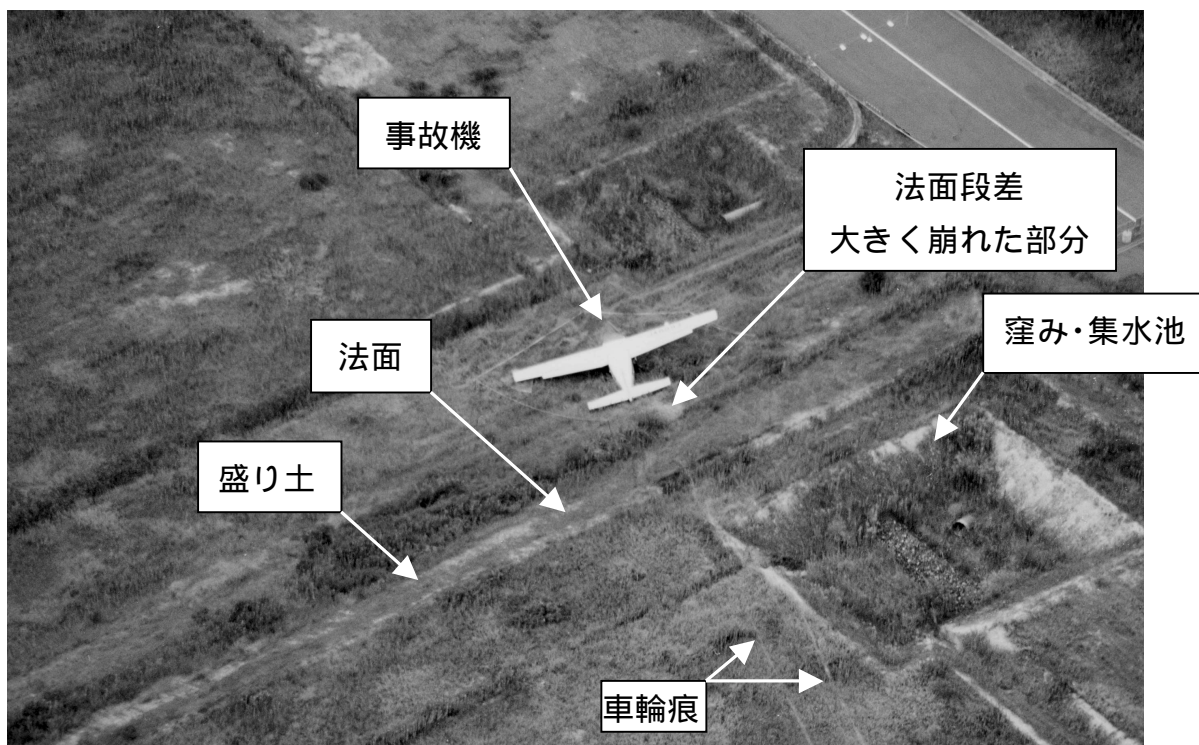 事故機
法面段差
大きく崩れた部分
窪み・集水池
法面
盛り土
車輪痕